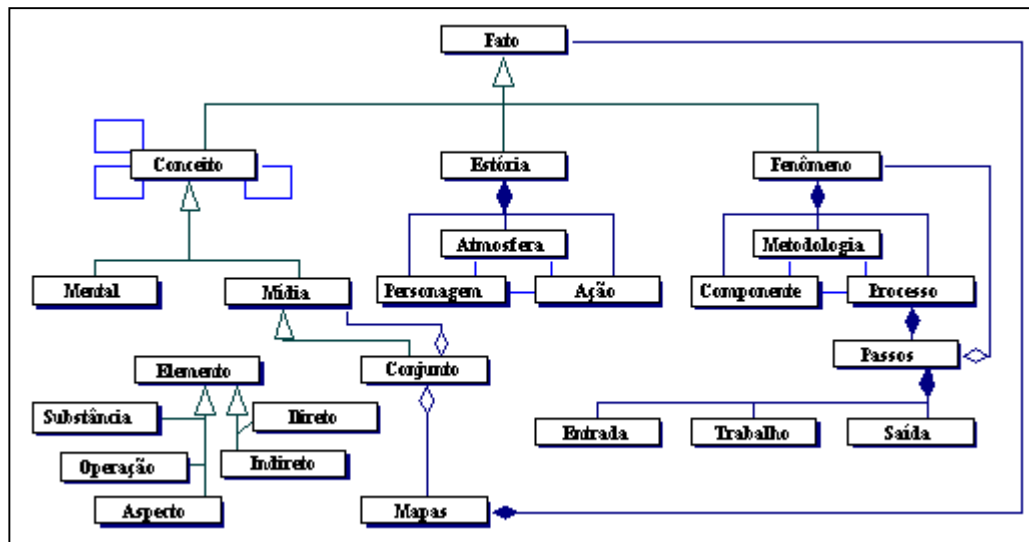 Fato
Conceito
Estória
Fenômeno
Atmosfera
Metodologia
Mental
Mídia
Personagem
Ação
Componente
Processo
Elemento
Conjunto
Passos
Substância
Direto
Entrada
Trabalho
Saída
Operação
Indireto
Aspecto
Mapas